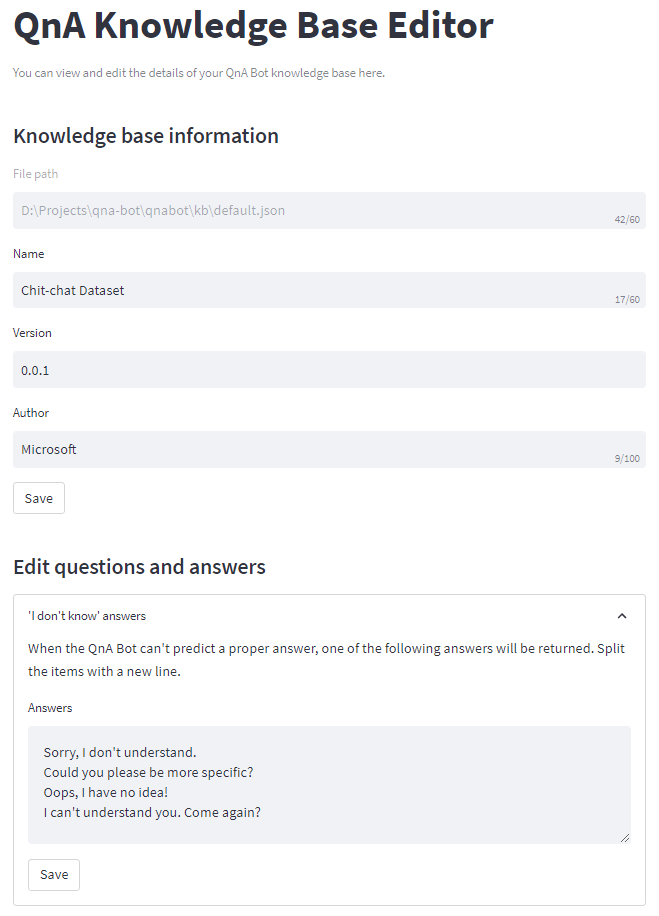 QnA Knowledge Base Editor
You can view and edit the details of your QnA Bot knowledge base here.
Knowledge base information
File path
D:\Projects\qna-bot\qnabot\kb\default.json
42/60
Name
Chit-chat Dataset
17/60
Version
0.0.1
Author
Microsoft
9/100
Save
Edit questions and answers
'I don't know' answers
When the QnA Bot can't predict a proper answer, one of the following answers will be returned. Split
the items with a new line.
Answers
Sorry, I don't understand.
Could you please be more specific?
Oops, I have no idea!
I can't understand you. Come again?
Save